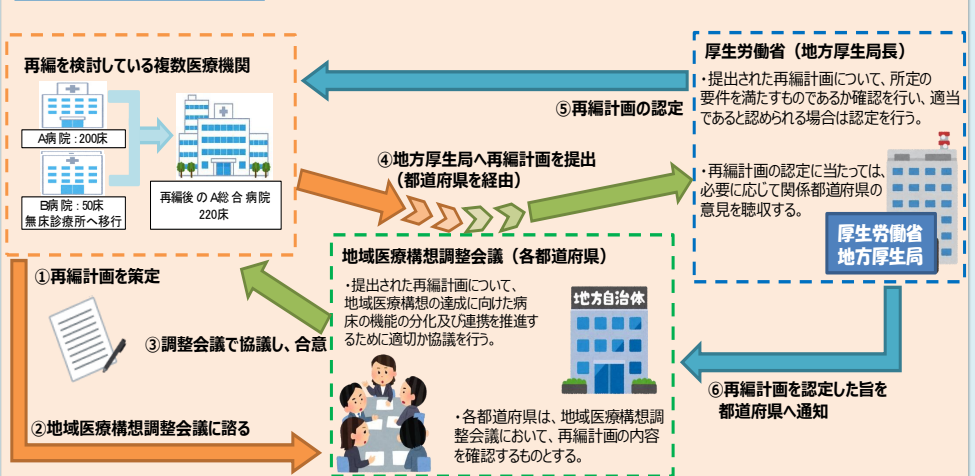 再編を検討している複数医療機関
A病院:200床
B病院:50床
無床診療所へ移行
再編後のA総合病院
220床
①再編計画を策定
②地域医療構想調整会議に諮る
③調整会議で協議し、合意
④地方厚生局へ再編計画を提出
(都道府県を経由)
⑤再編計画の認定
地域医療構想調整会議(各都道府県)
・提出された再編計画について、
地域医療構想の達成に向けた病
床の機能の分化及び連携を推進す
るために適切か協議を行う。
地方自治体
・各都道府県は、地域医療構想調
整会議において、再編計画の内容
を確認するものとする。
厚生労働省(地方厚生局長)
・提出された再編計画について、所定の
要件を満たすものであるか確認を行い、適当
であると認められる場合は認定を行う。
・再編計画の認定に当たっては、
必要に応じて関係都道府県の
意見を聴収する。
厚生労働省
地方厚生局
⑥再編計画を認定した旨を
都道府県へ通知